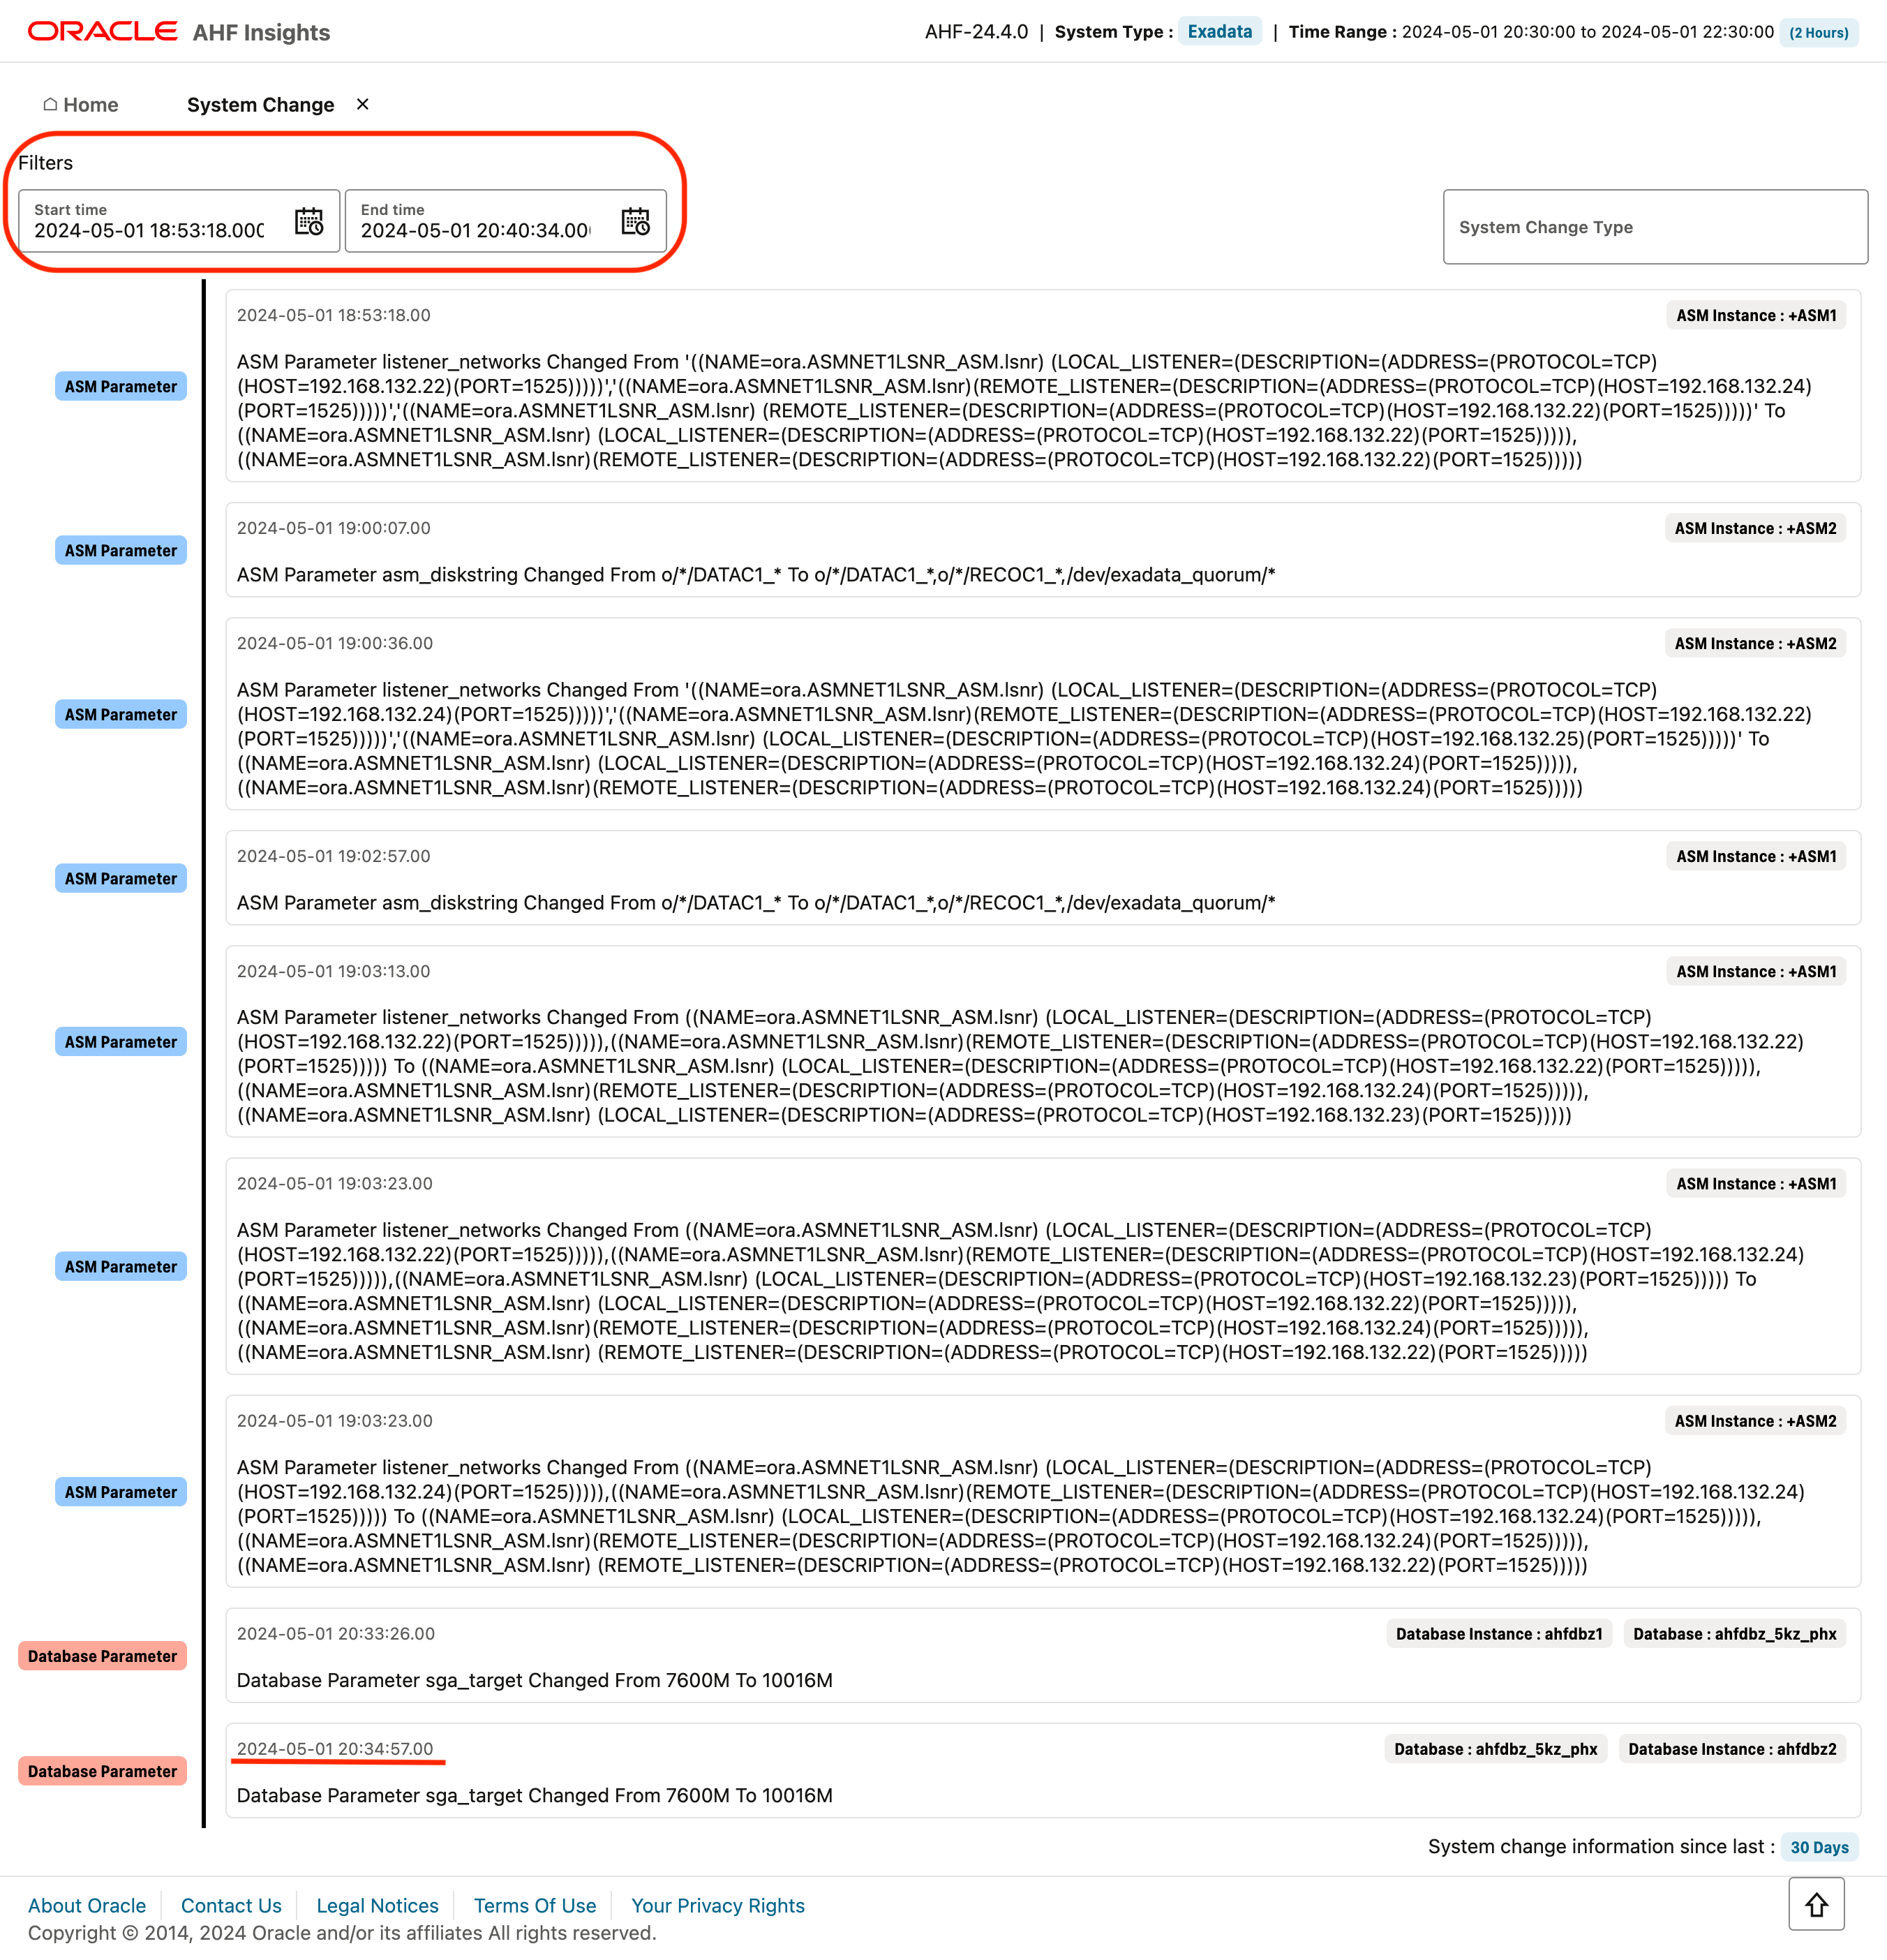 ORACLE AHF Insights
AHF-24.4.0 | System Type : Exadata | Time Range : 2024-05-01 20:30:00 to 2024-05-01 22:30:00 (2 Hours)
Home System Change ×
Filters
Start time
2024-05-01 18:53:18.000
End time
2024-05-01 20:40:34.00
System Change Type
2024-05-01 18:53:18.00
ASM Instance : +ASM1
ASM Parameter
ASM Parameter listener_networks Changed From '((NAME=ora.ASMNET1LSNR_ASM.lsnr) (LOCAL_LISTENER=(DESCRIPTION=(ADDRESS=(PROTOCOL=TCP)
(HOST=192.168.132.22)(PORT=1525)))))','((NAME=ora.ASMNET1LSNR_ASM.lsnr)(REMOTE_LISTENER=(DESCRIPTION=(ADDRESS=(PROTOCOL=TCP)(HOST=192.168.132.24)
(PORT=1525)))))','((NAME=ora.ASMNET1LSNR_ASM.lsnr) (REMOTE_LISTENER=(DESCRIPTION=(ADDRESS=(PROTOCOL=TCP)(HOST=192.168.132.22)(PORT=1525)))))' To
((NAME=ora.ASMNET1LSNR_ASM.lsnr) (LOCAL_LISTENER=(DESCRIPTION=(ADDRESS=(PROTOCOL=TCP)(HOST=192.168.132.22)(PORT=1525))))),
((NAME=ora.ASMNET1LSNR_ASM.lsnr)(REMOTE_LISTENER=(DESCRIPTION=(ADDRESS=(PROTOCOL=TCP)(HOST=192.168.132.22)(PORT=1525)))))
2024-05-01 19:00:07.00
ASM Instance : +ASM2
ASM Parameter
ASM Parameter asm_diskstring Changed From o/*/DATAC1_* To o/*/DATAC1_*,o/*/RECOC1_*,/dev/exadata_quorum/*
2024-05-01 19:00:36.00
ASM Instance : +ASM2
ASM Parameter
ASM Parameter listener_networks Changed From '((NAME=ora.ASMNET1LSNR_ASM.lsnr) (LOCAL_LISTENER=(DESCRIPTION=(ADDRESS=(PROTOCOL=TCP)
(HOST=192.168.132.24)(PORT=1525)))))','((NAME=ora.ASMNET1LSNR_ASM.lsnr)(REMOTE_LISTENER=(DESCRIPTION=(ADDRESS=(PROTOCOL=TCP)(HOST=192.168.132.22)
(PORT=1525)))))','((NAME=ora.ASMNET1LSNR_ASM.lsnr) (LOCAL_LISTENER=(DESCRIPTION=(ADDRESS=(PROTOCOL=TCP)(HOST=192.168.132.25)(PORT=1525)))))' To
((NAME=ora.ASMNET1LSNR_ASM.lsnr) (LOCAL_LISTENER=(DESCRIPTION=(ADDRESS=(PROTOCOL=TCP)(HOST=192.168.132.24)(PORT=1525))))),
((NAME=ora.ASMNET1LSNR_ASM.lsnr)(REMOTE_LISTENER=(DESCRIPTION=(ADDRESS=(PROTOCOL=TCP)(HOST=192.168.132.24)(PORT=1525)))))
2024-05-01 19:02:57.00
ASM Instance : +ASM1
ASM Parameter
ASM Parameter asm_diskstring Changed From o/*/DATAC1_* To o/*/DATAC1_*,o/*/RECOC1_*,/dev/exadata_quorum/*
2024-05-01 19:03:13.00
ASM Instance : +ASM1
ASM Parameter
ASM Parameter listener_networks Changed From ((NAME=ora.ASMNET1LSNR_ASM.lsnr) (LOCAL_LISTENER=(DESCRIPTION=(ADDRESS=(PROTOCOL=TCP)
(HOST=192.168.132.22)(PORT=1525))))),((NAME=ora.ASMNET1LSNR_ASM.lsnr)(REMOTE_LISTENER=(DESCRIPTION=(ADDRESS=(PROTOCOL=TCP)(HOST=192.168.132.22)
(PORT=1525))))) To ((NAME=ora.ASMNET1LSNR_ASM.lsnr) (LOCAL_LISTENER=(DESCRIPTION=(ADDRESS=(PROTOCOL=TCP)(HOST=192.168.132.22)(PORT=1525))))),
((NAME=ora.ASMNET1LSNR_ASM.lsnr)(REMOTE_LISTENER=(DESCRIPTION=(ADDRESS=(PROTOCOL=TCP)(HOST=192.168.132.24)(PORT=1525))))),
((NAME=ora.ASMNET1LSNR_ASM.lsnr) (LOCAL_LISTENER=(DESCRIPTION=(ADDRESS=(PROTOCOL=TCP)(HOST=192.168.132.23)(PORT=1525)))))
2024-05-01 19:03:23.00
ASM Instance : +ASM1
ASM Parameter
ASM Parameter listener_networks Changed From ((NAME=ora.ASMNET1LSNR_ASM.lsnr) (LOCAL_LISTENER=(DESCRIPTION=(ADDRESS=(PROTOCOL=TCP)
(HOST=192.168.132.22)(PORT=1525))))),((NAME=ora.ASMNET1LSNR_ASM.lsnr)(REMOTE_LISTENER=(DESCRIPTION=(ADDRESS=(PROTOCOL=TCP)(HOST=192.168.132.24)
(PORT=1525))))),((NAME=ora.ASMNET1LSNR_ASM.lsnr) (LOCAL_LISTENER=(DESCRIPTION=(ADDRESS=(PROTOCOL=TCP)(HOST=192.168.132.23)(PORT=1525))))) To
((NAME=ora.ASMNET1LSNR_ASM.lsnr) (LOCAL_LISTENER=(DESCRIPTION=(ADDRESS=(PROTOCOL=TCP)(HOST=192.168.132.22)(PORT=1525))))),
((NAME=ora.ASMNET1LSNR_ASM.lsnr)(REMOTE_LISTENER=(DESCRIPTION=(ADDRESS=(PROTOCOL=TCP)(HOST=192.168.132.24)(PORT=1525))))),
((NAME=ora.ASMNET1LSNR_ASM.lsnr) (REMOTE_LISTENER=(DESCRIPTION=(ADDRESS=(PROTOCOL=TCP)(HOST=192.168.132.22)(PORT=1525)))))
2024-05-01 19:03:23.00
ASM Instance : +ASM2
ASM Parameter
ASM Parameter listener_networks Changed From ((NAME=ora.ASMNET1LSNR_ASM.lsnr) (LOCAL_LISTENER=(DESCRIPTION=(ADDRESS=(PROTOCOL=TCP)
(HOST=192.168.132.24)(PORT=1525))))),((NAME=ora.ASMNET1LSNR_ASM.lsnr)(REMOTE_LISTENER=(DESCRIPTION=(ADDRESS=(PROTOCOL=TCP)(HOST=192.168.132.24)
(PORT=1525))))) To ((NAME=ora.ASMNET1LSNR_ASM.lsnr) (LOCAL_LISTENER=(DESCRIPTION=(ADDRESS=(PROTOCOL=TCP)(HOST=192.168.132.24)(PORT=1525))))),
((NAME=ora.ASMNET1LSNR_ASM.lsnr)(REMOTE_LISTENER=(DESCRIPTION=(ADDRESS=(PROTOCOL=TCP)(HOST=192.168.132.24)(PORT=1525))))),
((NAME=ora.ASMNET1LSNR_ASM.lsnr) (REMOTE_LISTENER=(DESCRIPTION=(ADDRESS=(PROTOCOL=TCP)(HOST=192.168.132.22)(PORT=1525)))))
2024-05-01 20:33:26.00
Database Instance : ahfdbz1 Database : ahfdbz_5kz_phx
Database Parameter
Database Parameter sga_target Changed From 7600M To 10016M
2024-05-01 20:34:57.00
Database : ahfdbz_5kz_phx Database Instance : ahfdbz2
Database Parameter
Database Parameter sga_target Changed From 7600M To 10016M
System change information since last : 30 Days
About Oracle Contact Us Legal Notices Terms Of Use Your Privacy Rights
Copyright © 2014, 2024 Oracle and/or its affiliates All rights reserved.